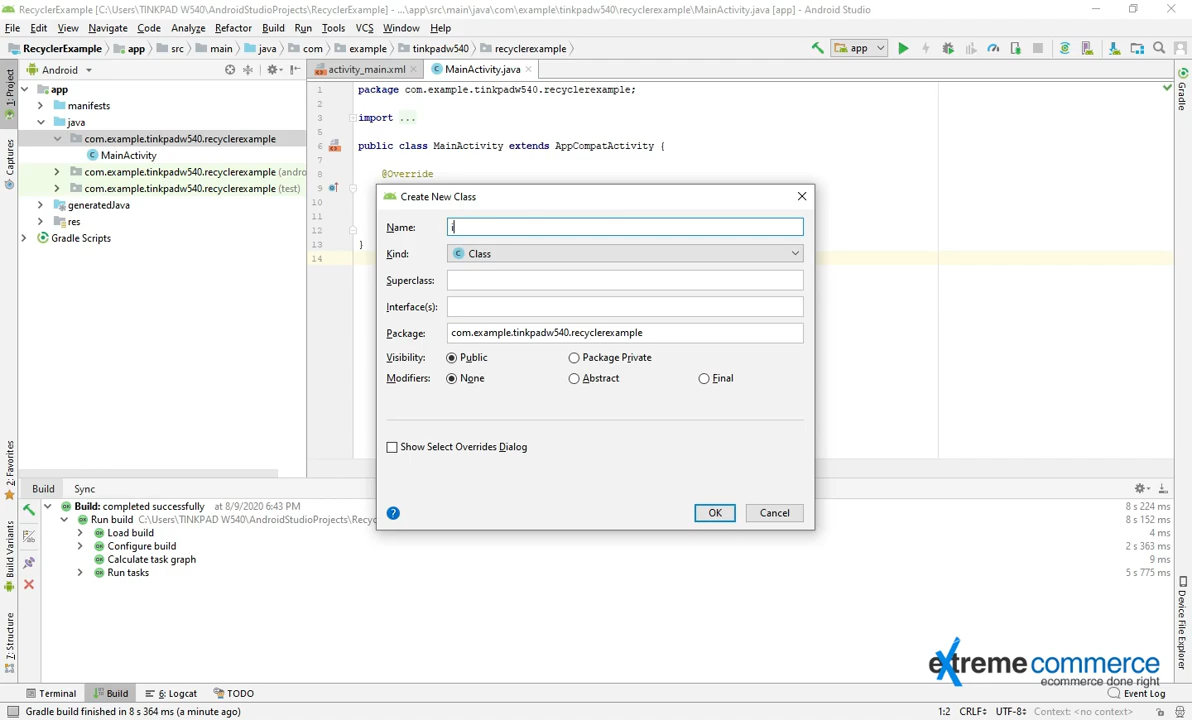 RecyclerExample [C:\Users\TINKPAD W540\AndroidStudioProjects\RecyclerExample] - ...\app\src\main\java\com\example\tinkpadw540\recyclerexample\MainActivity.java [app] - Android Studio
File Edit View Navigate Code Analyze Refactor Build Run Tools VCS Window Help
RecyclerExample app src main java com example tinkpadw540 recyclerexample app
Android activity_main.xml MainActivity.java
1: Project
Captures
2: Favorites
Build Variants
7: Structure
Gradle
Device File Explorer
app
manifests
java
com.example.tinkpadw540.recyclerexample
MainActivity
com.example.tinkpadw540.recyclerexample (andro
com.example.tinkpadw540.recyclerexample (test)
generatedJava
res
Gradle Scripts
1 package com.example.tinkpadw540.recyclerexample;
2
3 import ...
5
6 public class MainActivity extends AppCompatActivity {
7
8 @Override
9
10
11
12
13 }
14
Create New Class
Name: i
Kind: Class
Superclass:
Interface(s):
Package: com.example.tinkpadw540.recyclerexample
Visibility: Public Package Private
Modifiers: None Abstract Final
Show Select Overrides Dialog
? OK Cancel
Build Sync
Build: completed successfully at 8/9/2020 6:43 PM 8 s 224 ms
Run build C:\Users\TINKPAD W540\AndroidStudioProjects\Recyc 8 s 152 ms
Load build 4 ms
Configure build 2 s 363 ms
Calculate task graph 9 ms
Run tasks 5 s 775 ms
extreme commerce
ecommerce done right
Terminal Build 6: Logcat TODO Event Log
Gradle build finished in 8 s 364 ms (a minute ago) 1:2 CRLF UTF-8 Context: <no context>